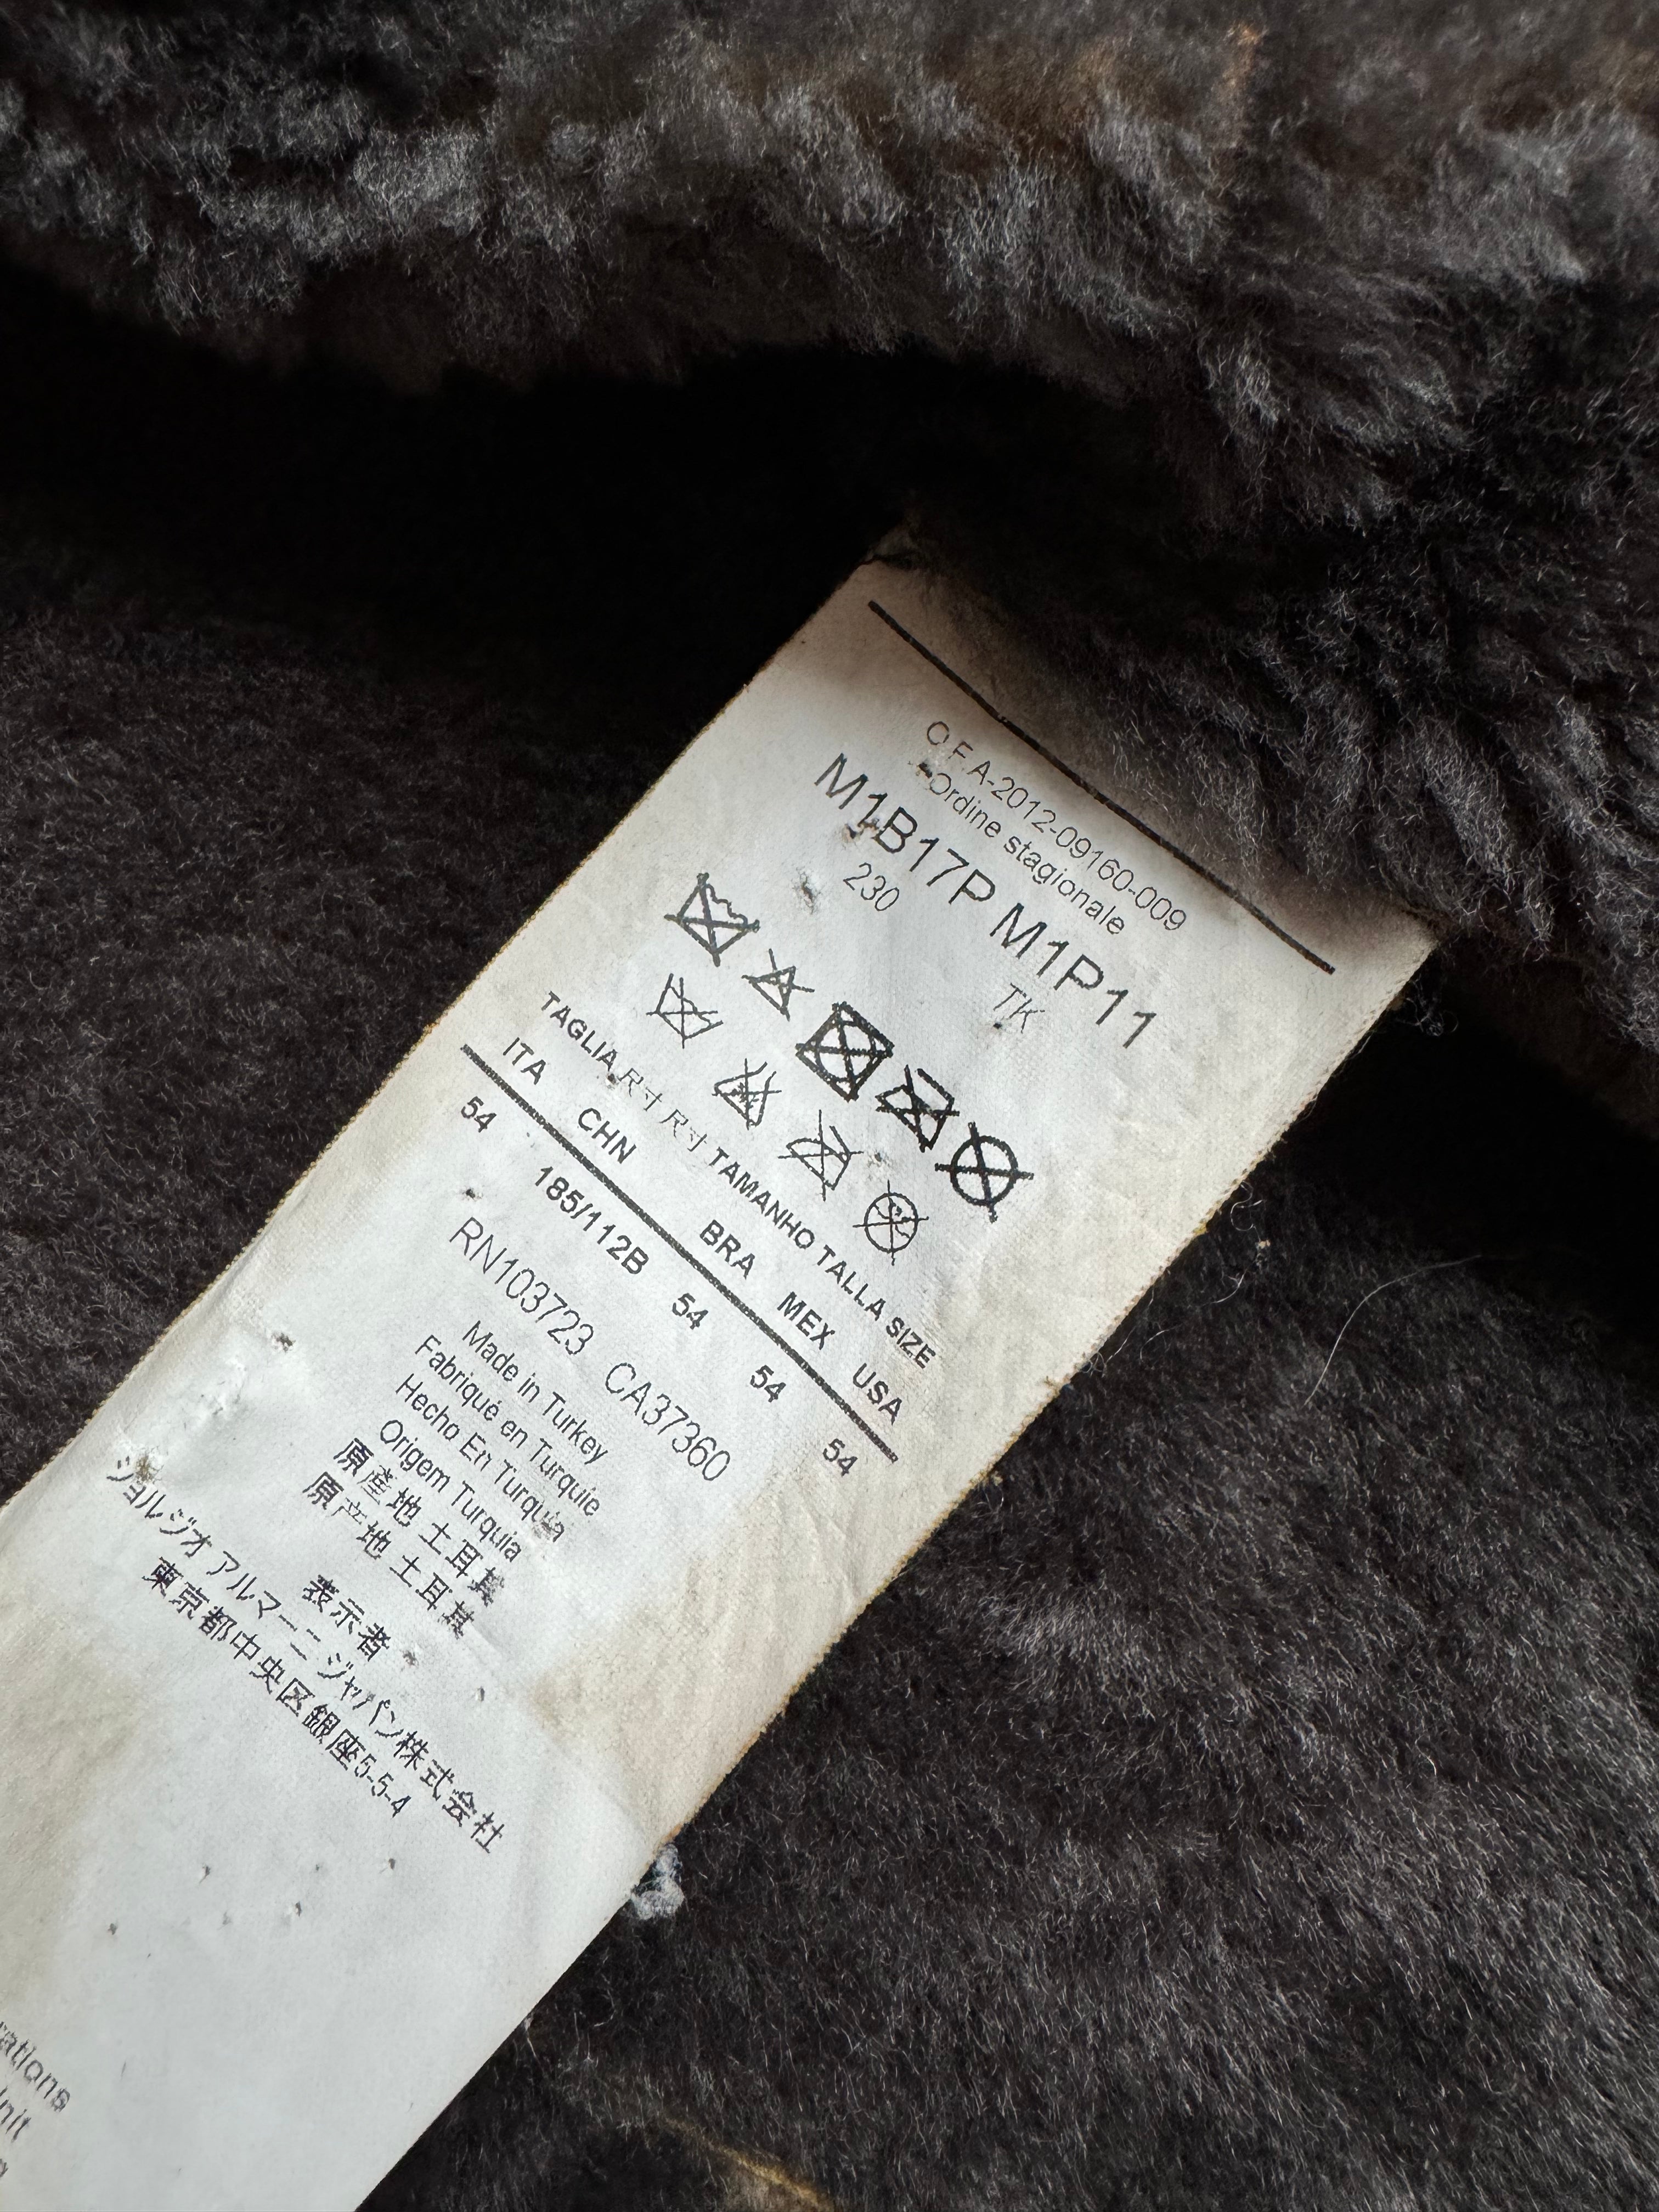 O.F.A-2012-09160-009
Ordine stagionale
M1B17P M1P11
230 TK
TAGLIA 尺寸 尺寸 TAMANHO TALLA SIZE
ITA CHN BRA MEX USA
54 185/112B 54 54 54
RN103723 CA37360
Made in Turkey
Fabriqué en Turquie
Hecho En Turquia
Origem Turquia
原產地 土耳其
原产地 土耳其
表示者
ジョルジオ アルマーニ ジャパン株式会社
東京都中央区銀座5-5-4